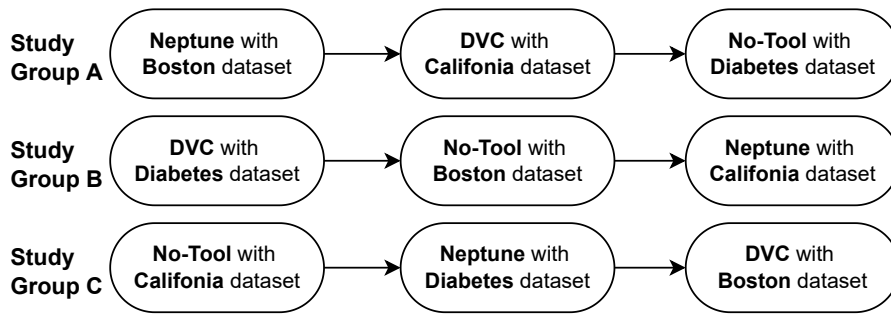 Study
Group A
Neptune with
Boston dataset
DVC with
Califonia dataset
No-Tool with
Diabetes dataset
Study
Group B
DVC with
Diabetes dataset
No-Tool with
Boston dataset
Neptune with
Califonia dataset
Study
Group C
No-Tool with
Califonia dataset
Neptune with
Diabetes dataset
DVC with
Boston dataset